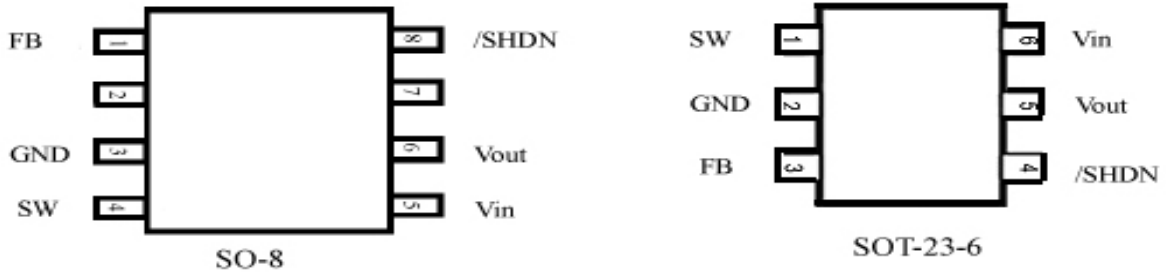 FB 1 8 /SHDN
2 7
GND 3 6 Vout
SW 4 5 Vin
SO-8
SW 1 6 Vin
GND 2 5 Vout
FB 3 4 /SHDN
SOT-23-6